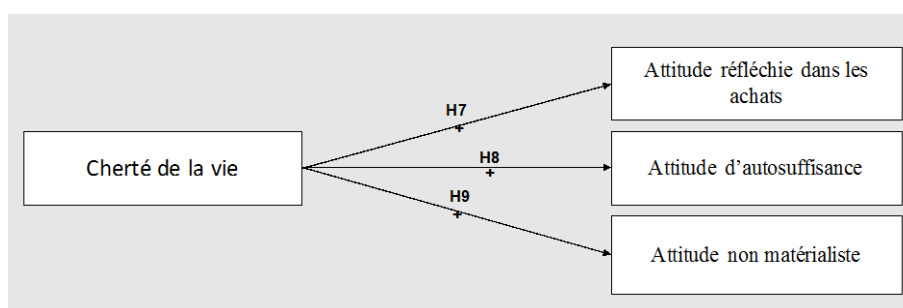 Attitude réfléchie dans les
achats
H7
+
Cherté de la vie
H8
+
Attitude d'autosuffisance
H9
+
Attitude non matérialiste